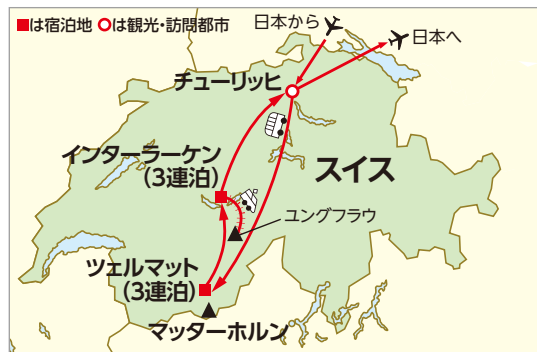 ■は宿泊地 ○は観光・訪問都市
日本から
日本へ
チューリッヒ
インターラーケン
(3連泊)
スイス
ユングフラウ
ツェルマット
(3連泊)
マッターホルン